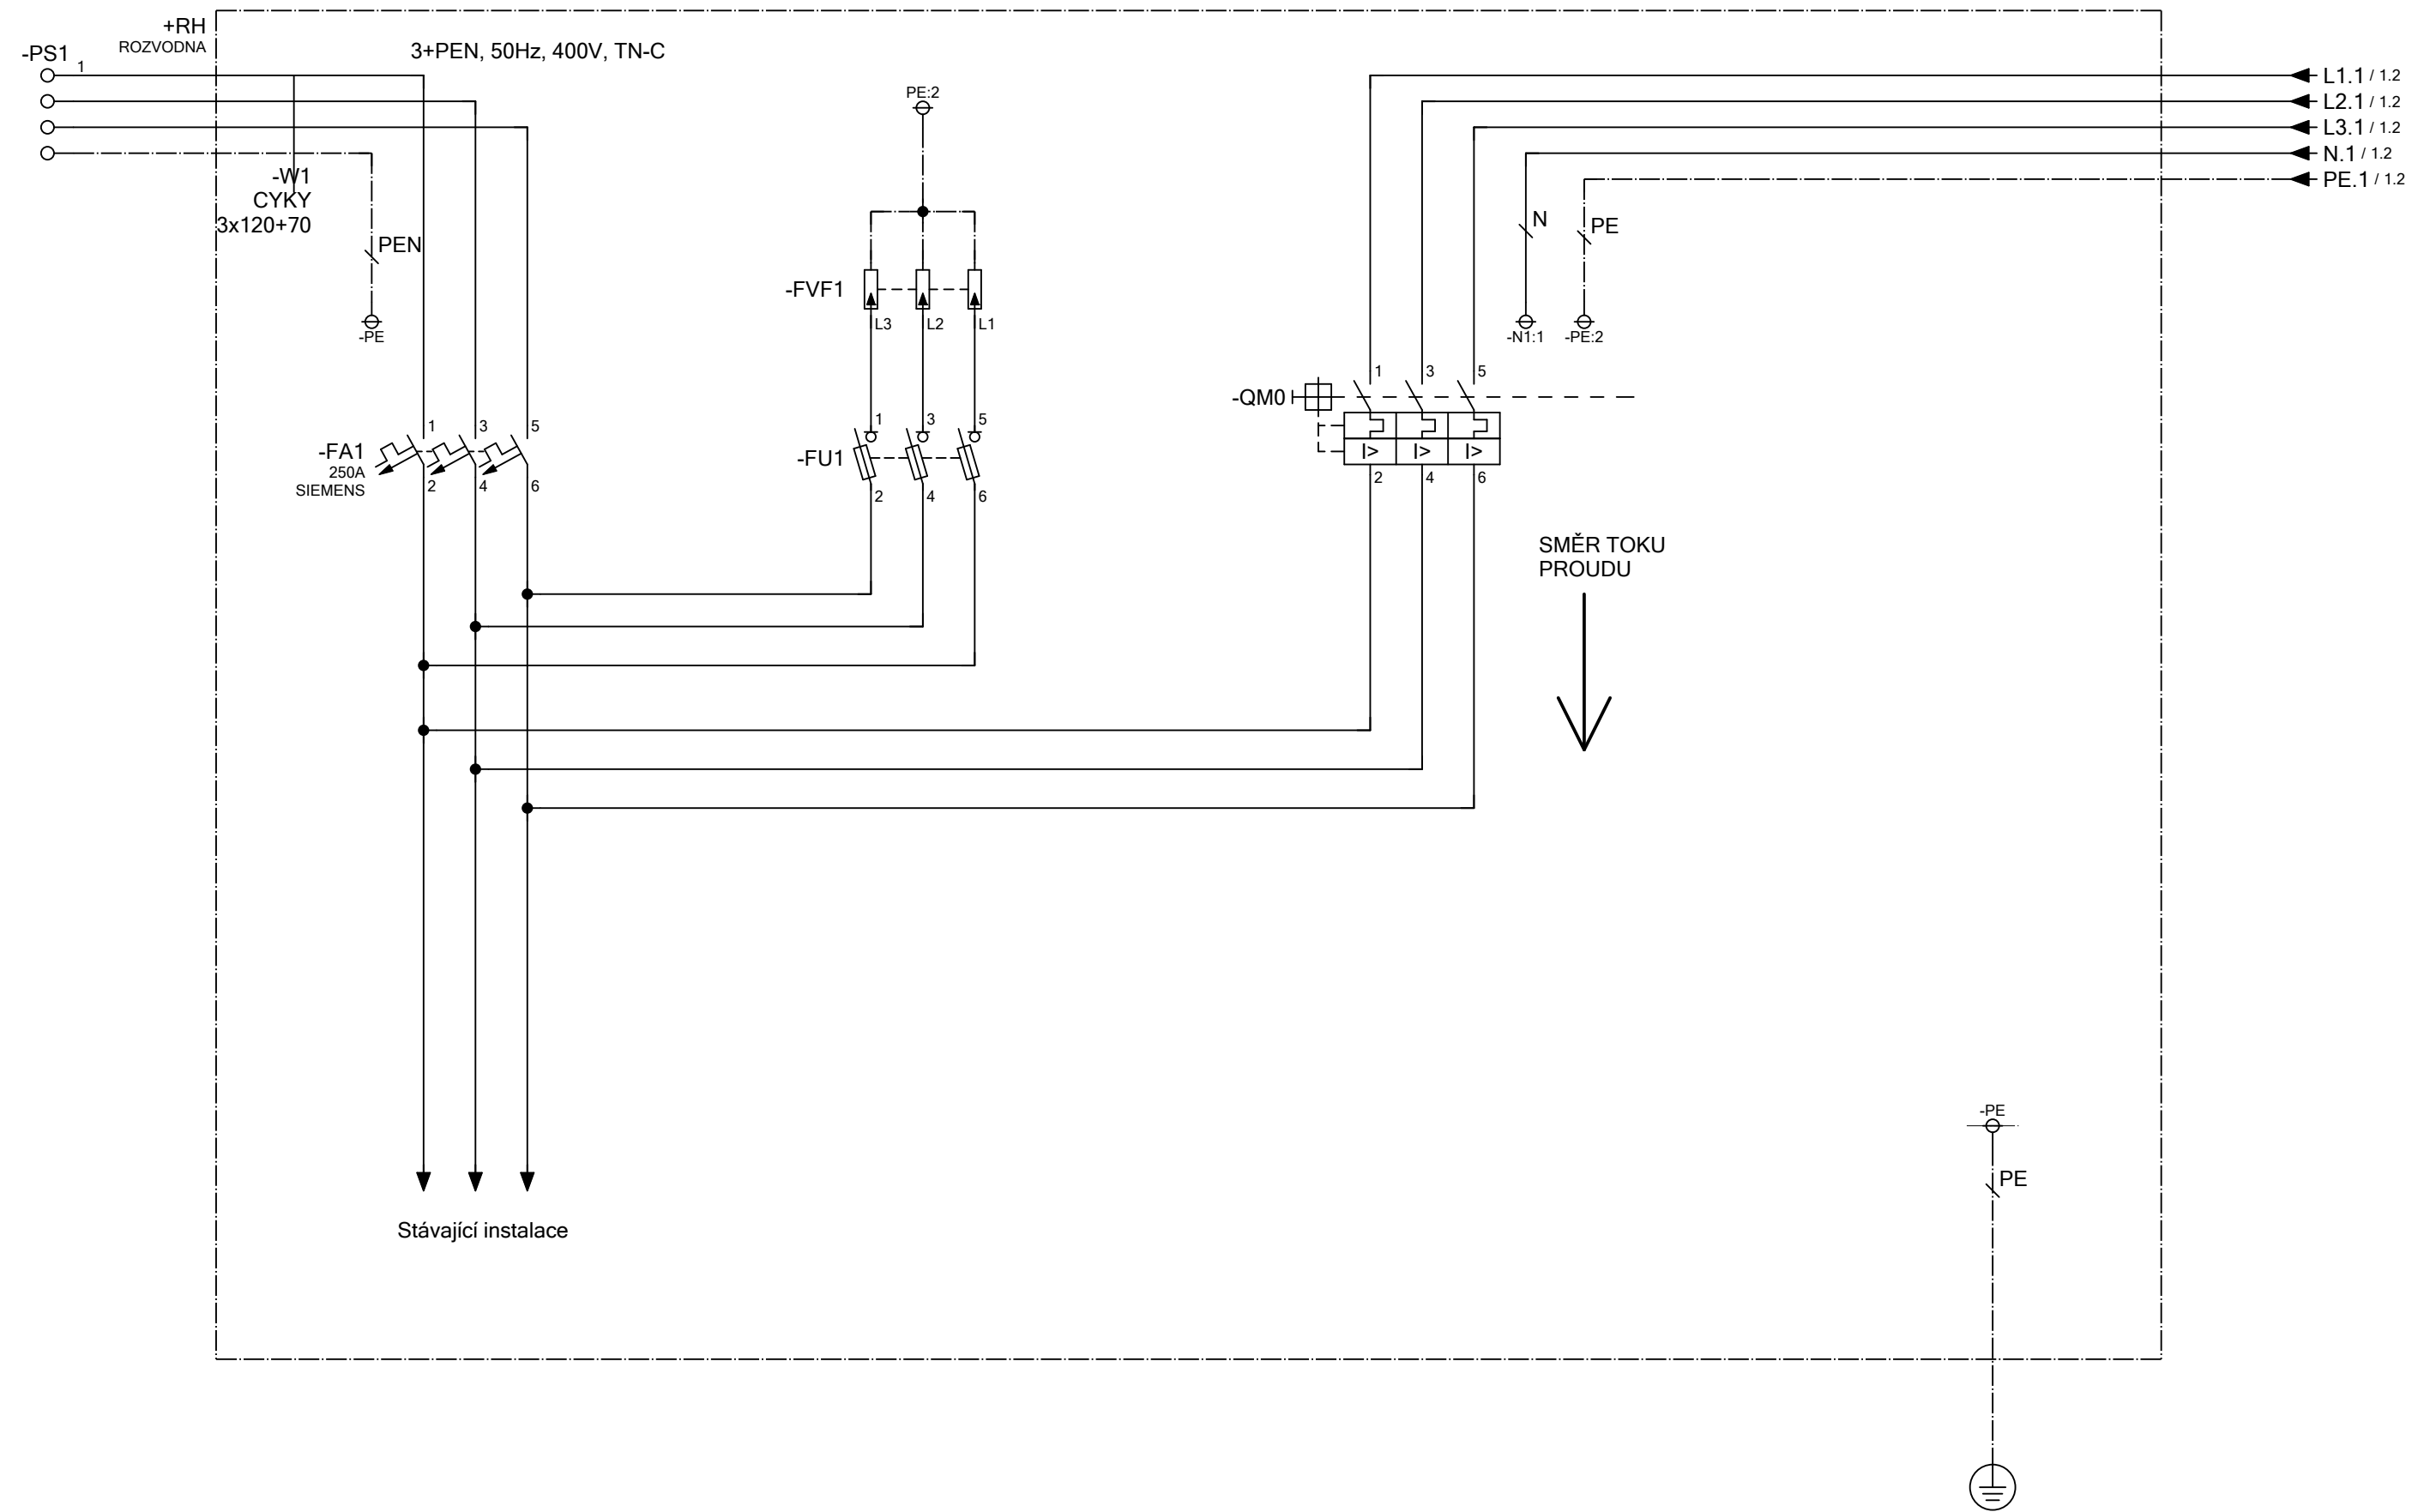 +RH
ROZVODNA
3+PEN, 50Hz, 400V, TN-C
-PS1
1
L1.1 / 1.2
L2.1 / 1.2
L3.1 / 1.2
N.1 / 1.2
PE.1 / 1.2
PE:2
-W1
CYKY
3x120+70
PEN
-PE
N
PE
-N1:1
-PE:2
-FVF1
L3
L2
L1
-QM0
1
3
5
I>
I>
I>
2
4
6
-FA1
250A
SIEMENS
1
3
5
2
4
6
-FU1
1
3
5
2
4
6
SMĚR TOKU
PROUDU
-PE
PE
Stávající instalace